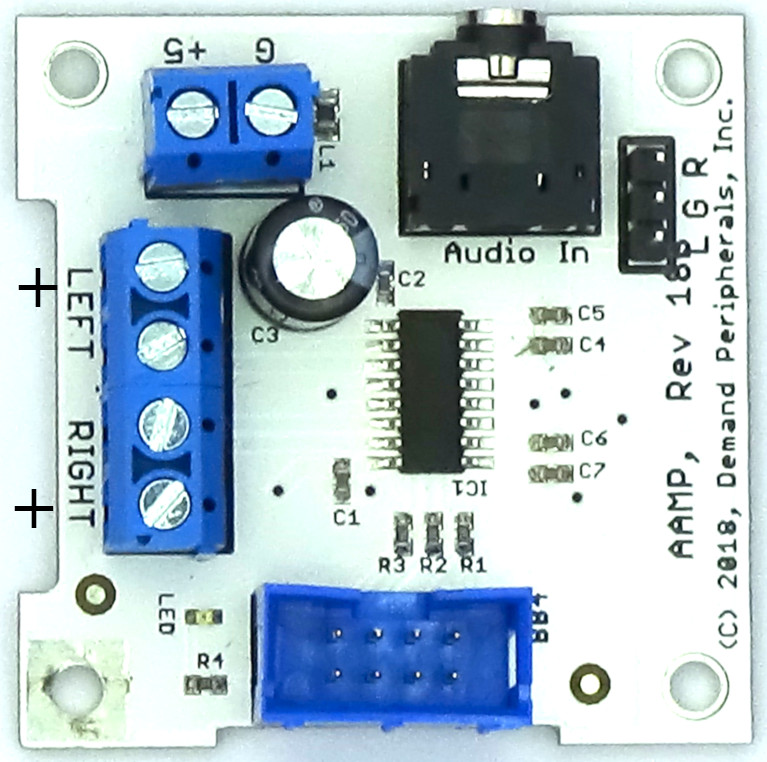 +5 G
L1
Audio In
L G R
+
LEFT
RIGHT
+
C2
C3
C5
C4
C6
C7
IC1
C1
R3 R2 R1
LED
R4
BB4
AAMP, Rev 18B
(C) 2018, Demand Peripherals, Inc.